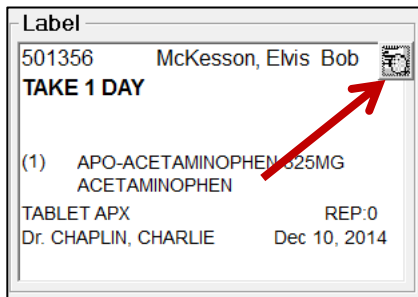 Label
501356 McKesson, Elvis Bob
TAKE 1 DAY
(1) APO-ACETAMINOPHEN 325MG
ACETAMINOPHEN
TABLET APX REP:0
Dr. CHAPLIN, CHARLIE Dec 10, 2014